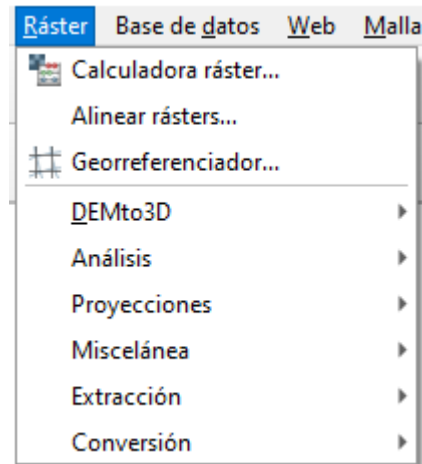 Ráster Base de datos Web Malla
Calculadora ráster...
Alinear rásters...
Georreferenciador...
DEMto3D
Análisis
Proyecciones
Miscelánea
Extracción
Conversión